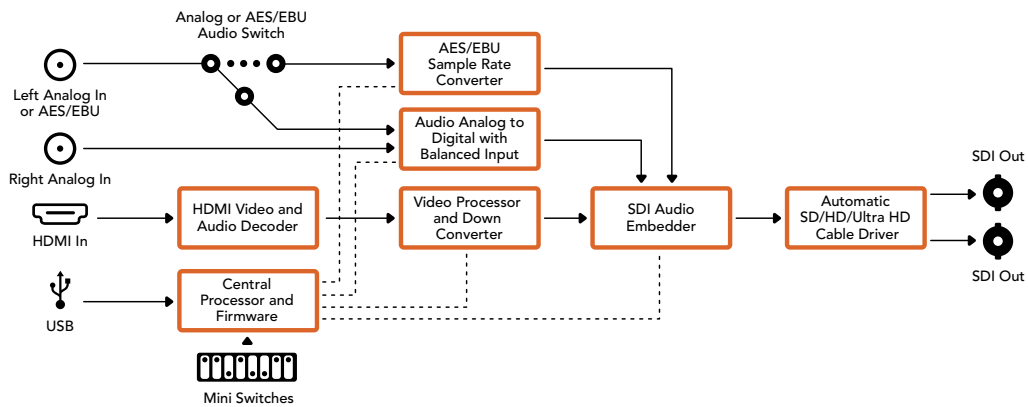 Analog or AES/EBU
Audio Switch
Left Analog In
or AES/EBU
Right Analog In
HDMI In
USB
AES/EBU
Sample Rate
Converter
Audio Analog to
Digital with
Balanced Input
HDMI Video and
Audio Decoder
Video Processor
and Down
Converter
SDI Audio
Embedder
Automatic
SD/HD/Ultra HD
Cable Driver
SDI Out
SDI Out
Central
Processor and
Firmware
Mini Switches